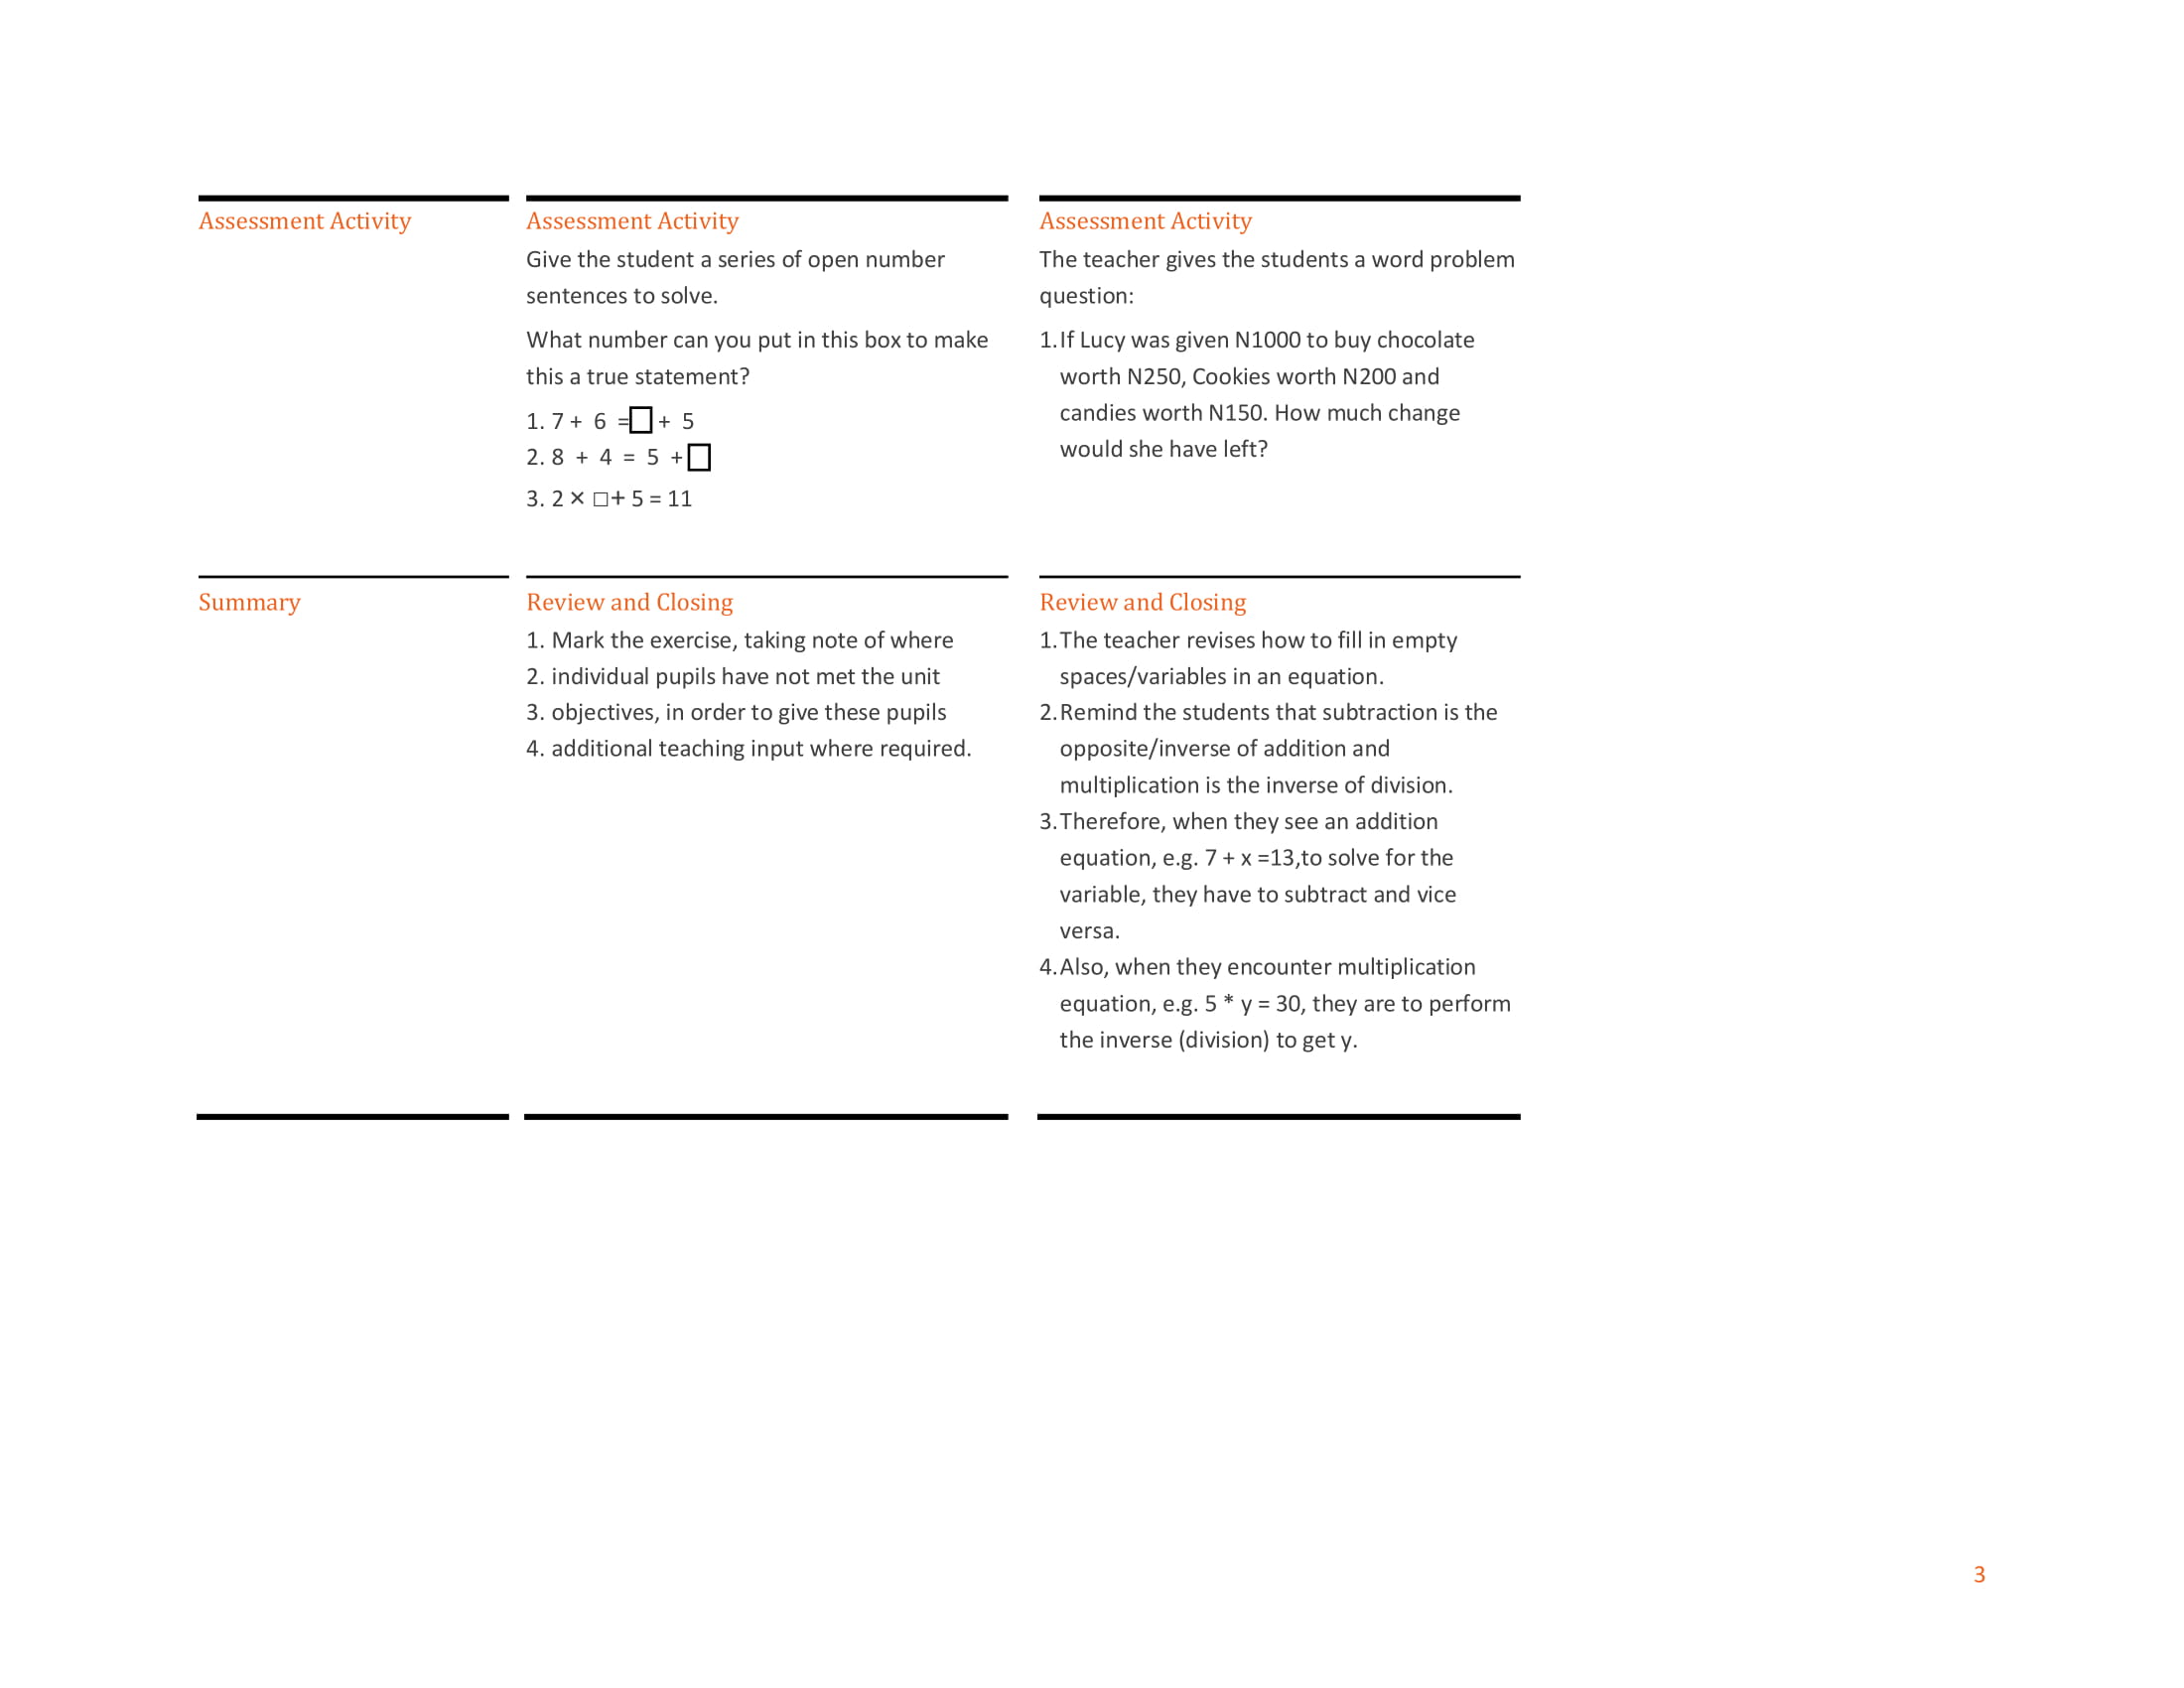 Assessment Activity
Assessment Activity
Give the student a series of open number
sentences to solve.
What number can you put in this box to make
this a true statement?
1. 7 + 6 =□ + 5
2. 8 + 4 = 5 +□
3. 2 × □+ 5 = 11
Assessment Activity
The teacher gives the students a word problem
question:
1. If Lucy was given N1000 to buy chocolate
worth N250, Cookies worth N200 and
candies worth N150. How much change
would she have left?
Summary
Review and Closing
1. Mark the exercise, taking note of where
2. individual pupils have not met the unit
3. objectives, in order to give these pupils
4. additional teaching input where required.
Review and Closing
1. The teacher revises how to fill in empty
spaces/variables in an equation.
2. Remind the students that subtraction is the
opposite/inverse of addition and
multiplication is the inverse of division.
3. Therefore, when they see an addition
equation, e.g. 7 + x =13,to solve for the
variable, they have to subtract and vice
versa.
4. Also, when they encounter multiplication
equation, e.g. 5 * y = 30, they are to perform
the inverse (division) to get y.
3